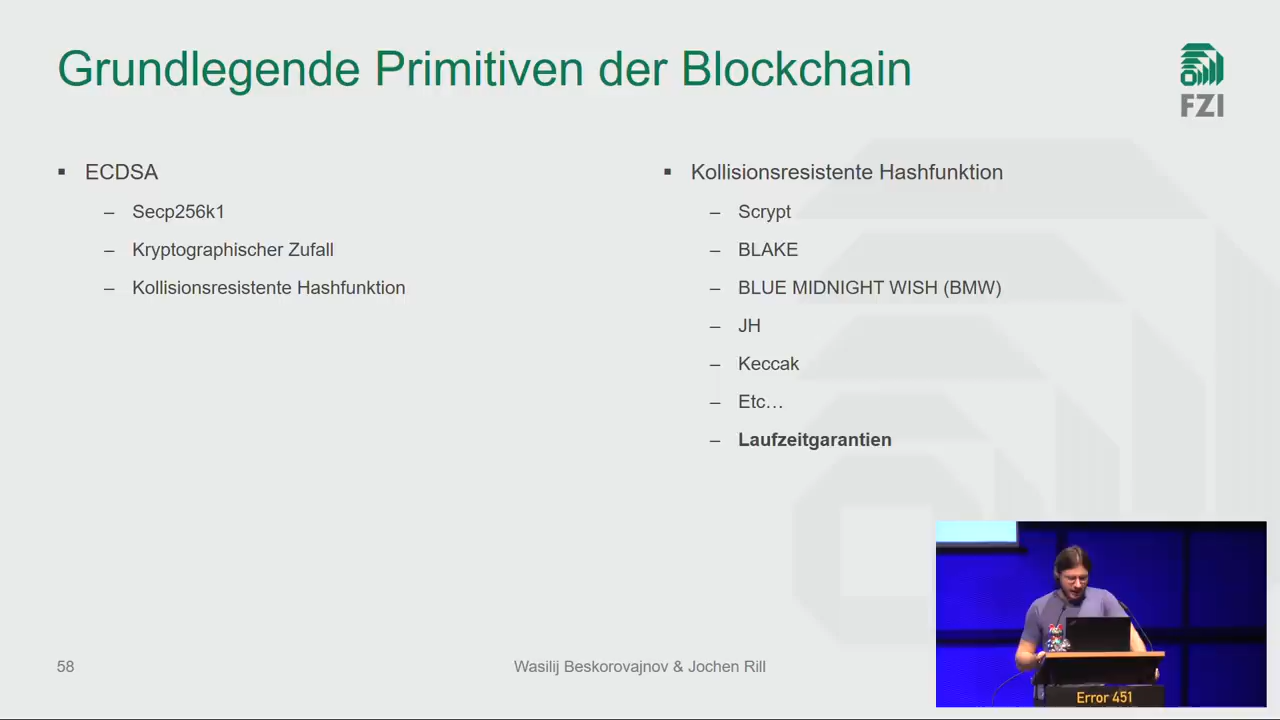 Grundlegende Primitiven der Blockchain
FZI
▪ ECDSA
– Secp256k1
– Kryptographischer Zufall
– Kollisionsresistente Hashfunktion
▪ Kollisionsresistente Hashfunktion
– Scrypt
– BLAKE
– BLUE MIDNIGHT WISH (BMW)
– JH
– Keccak
– Etc…
– Laufzeitgarantien
58
Wasilij Beskorovajnov & Jochen Rill
Error 451